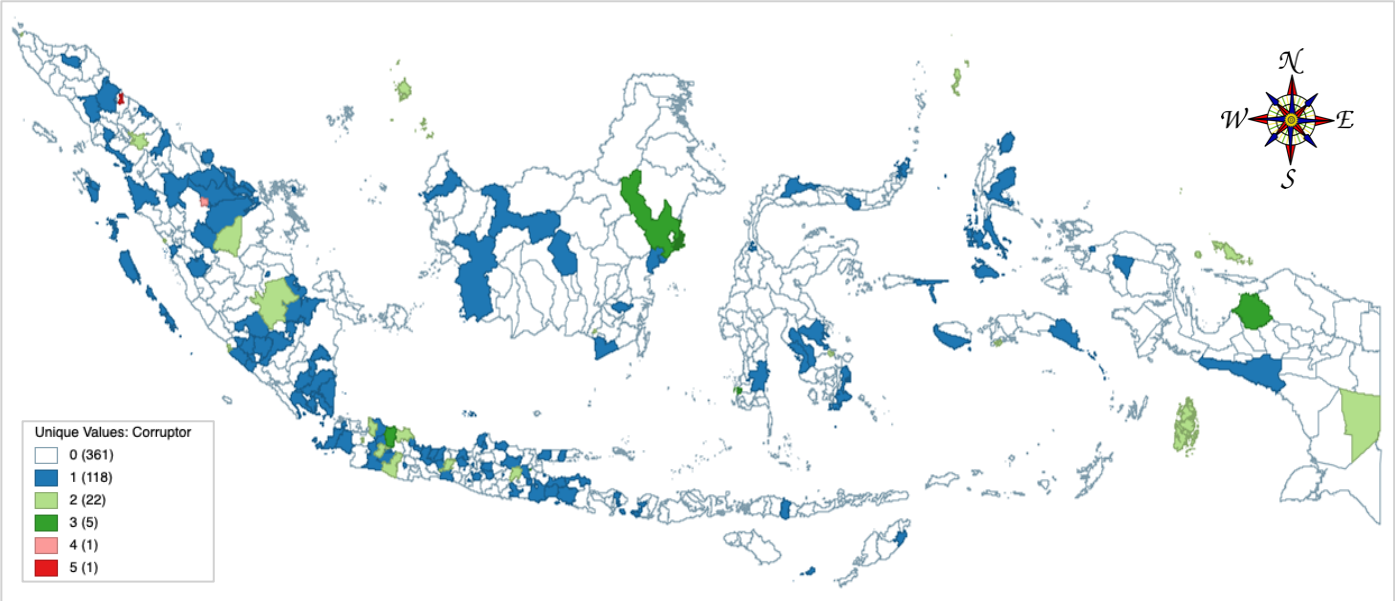 N
W E
S
Unique Values: Corruptor
0 (361)
1 (118)
2 (22)
3 (5)
4 (1)
5 (1)